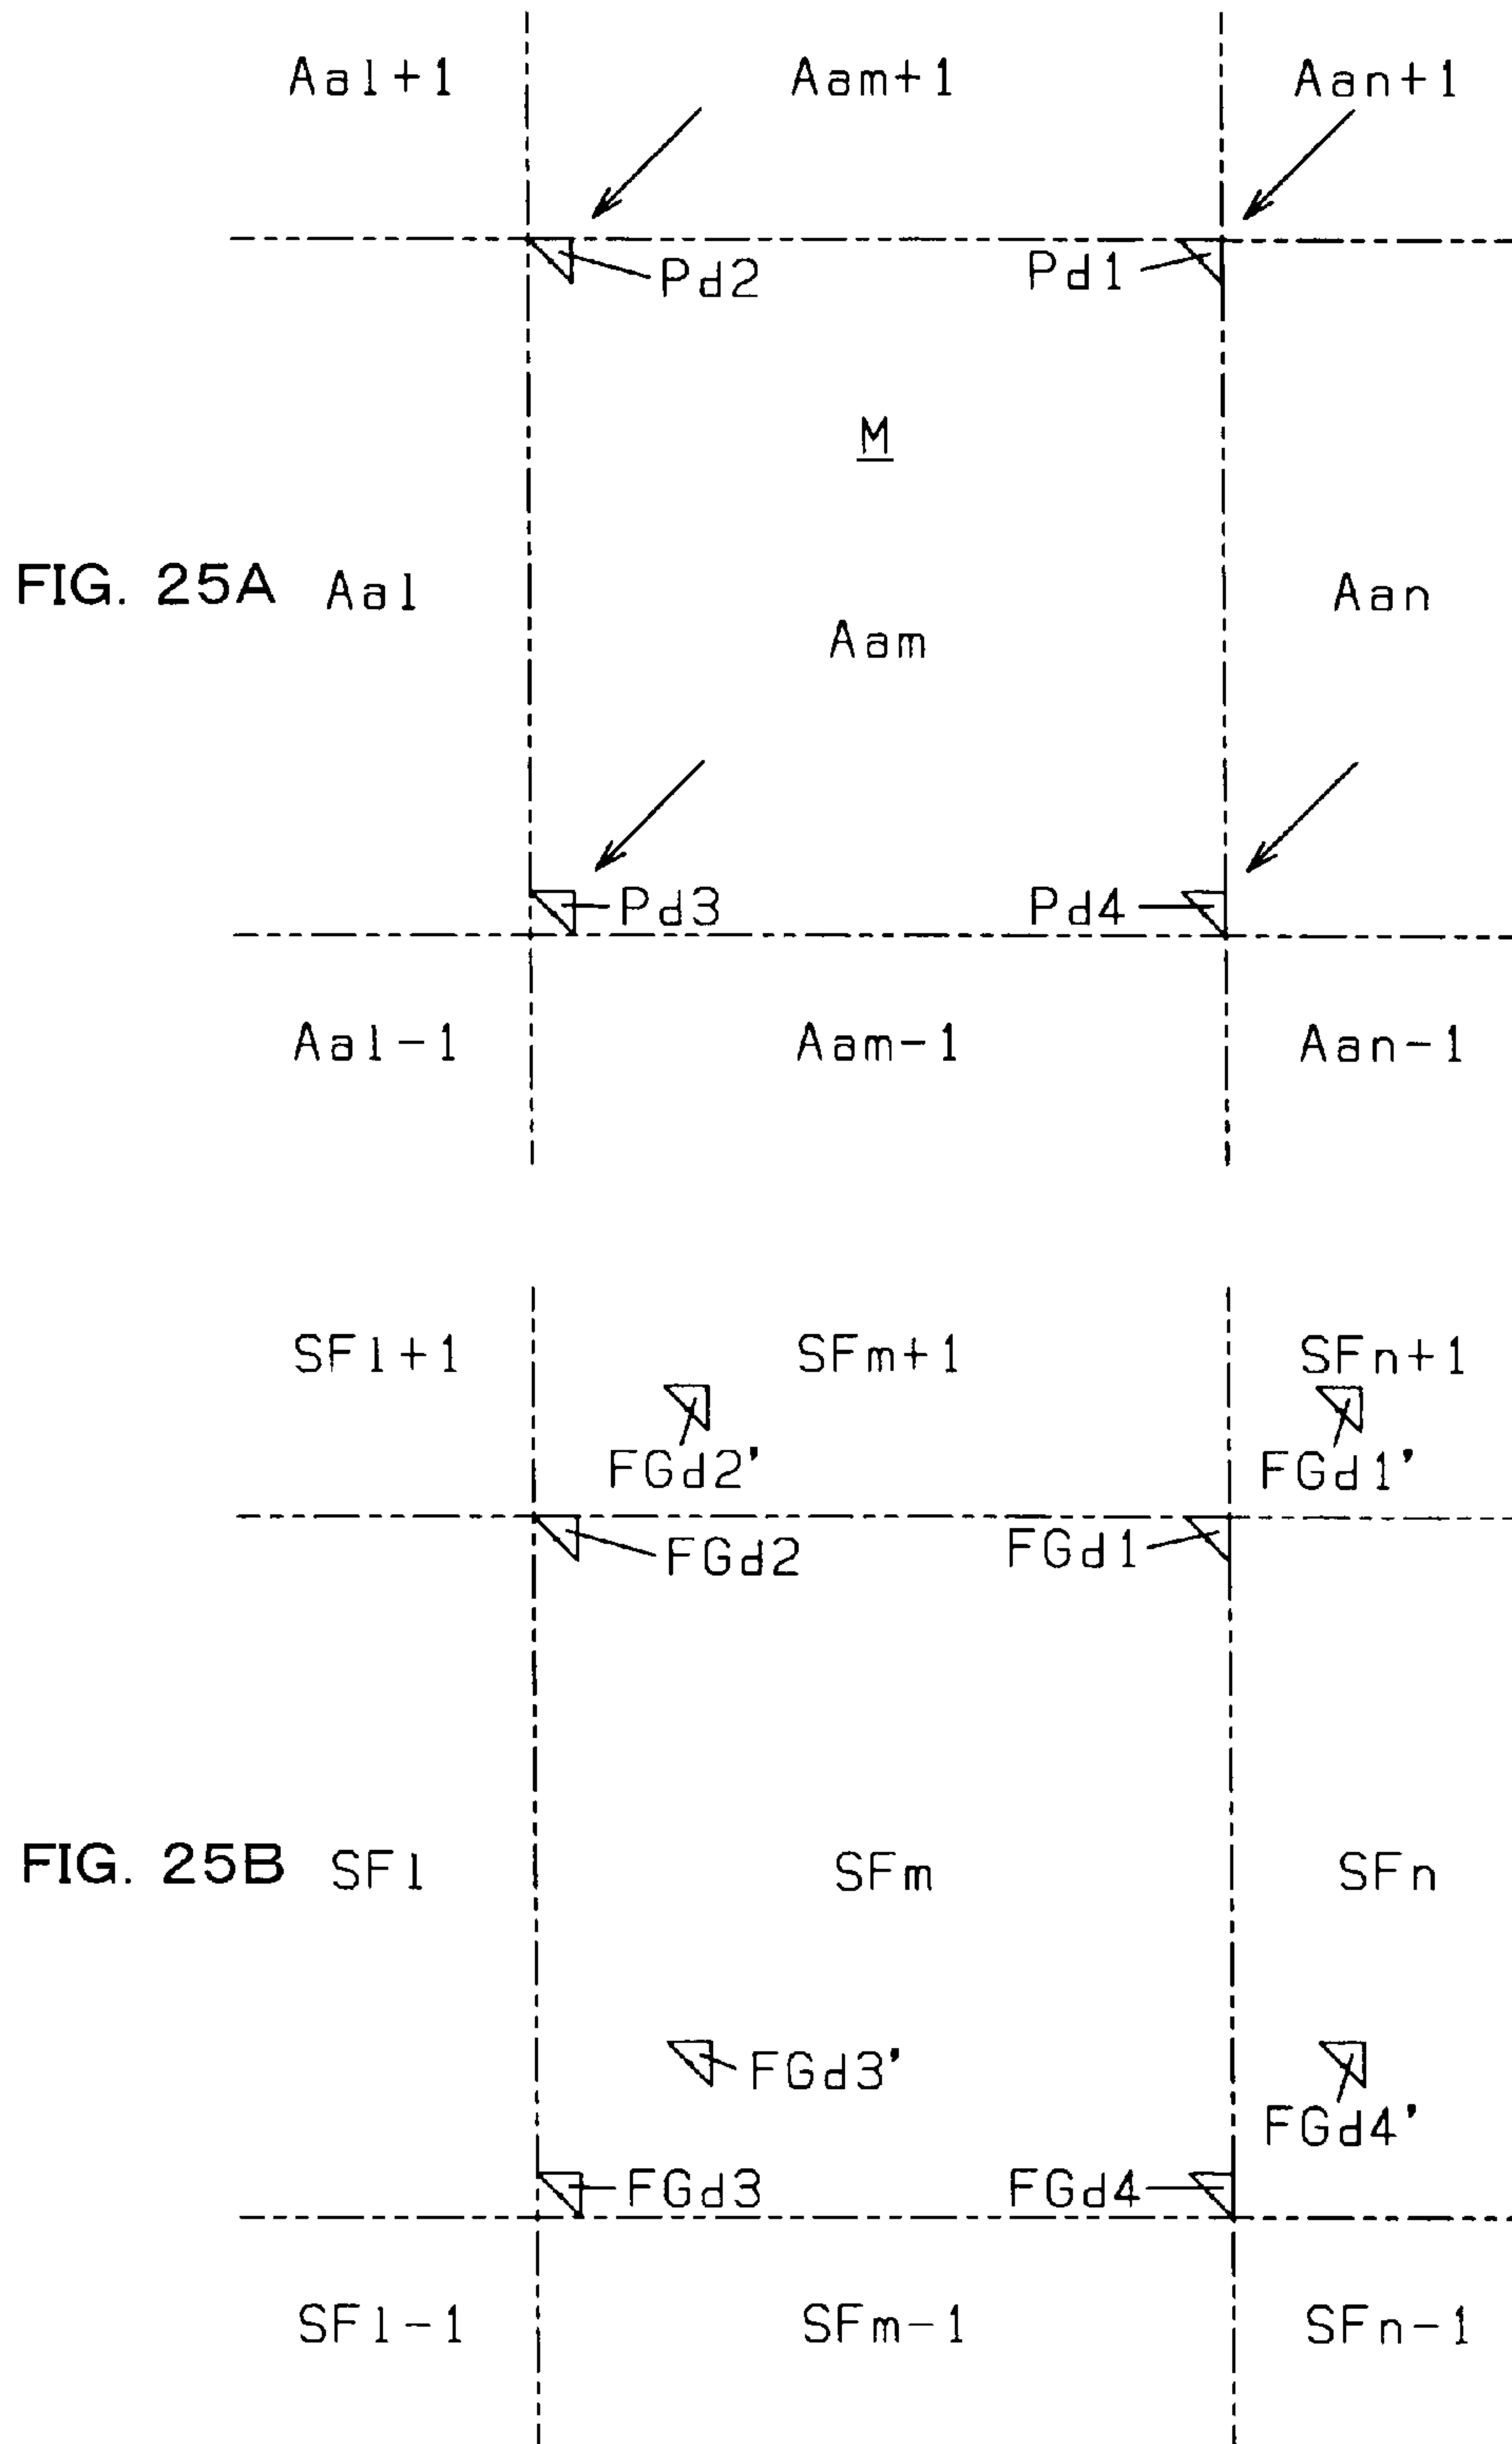 Aal+1 Aam+1 Aan+1
Pd2 Pd1
M
FIG. 25A Aal Aan
Aam
Pd3 Pd4
Aal-1 Aam-1 Aan-1
SFl+1 SFm+1 SFn+1
FGd2' FGd1'
FGd2 FGd1
FIG. 25B SFl SFm SFn
FGd3'
FGd4'
FGd3 FGd4
SFl-1 SFm-1 SFn-1